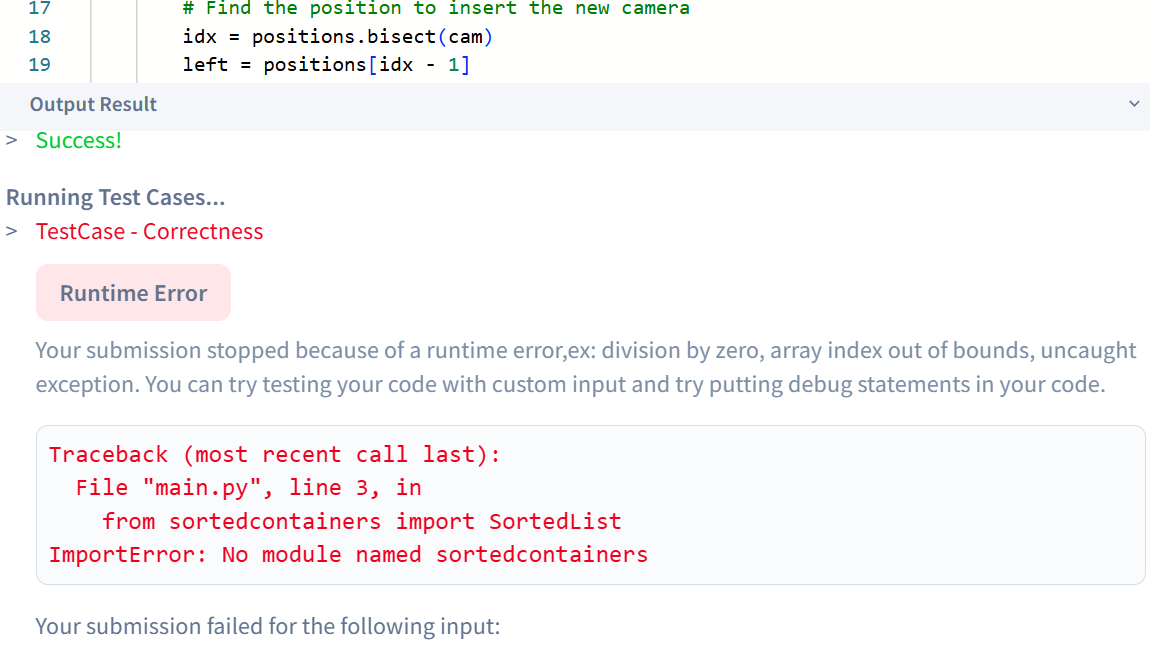 17 # Find the position to insert the new camera
18 idx = positions.bisect(cam)
19 left = positions[idx - 1]
Output Result
> Success!
Running Test Cases...
> TestCase - Correctness
Runtime Error
Your submission stopped because of a runtime error,ex: division by zero, array index out of bounds, uncaught
exception. You can try testing your code with custom input and try putting debug statements in your code.
Traceback (most recent call last):
File "main.py", line 3, in
from sortedcontainers import SortedList
ImportError: No module named sortedcontainers
Your submission failed for the following input: